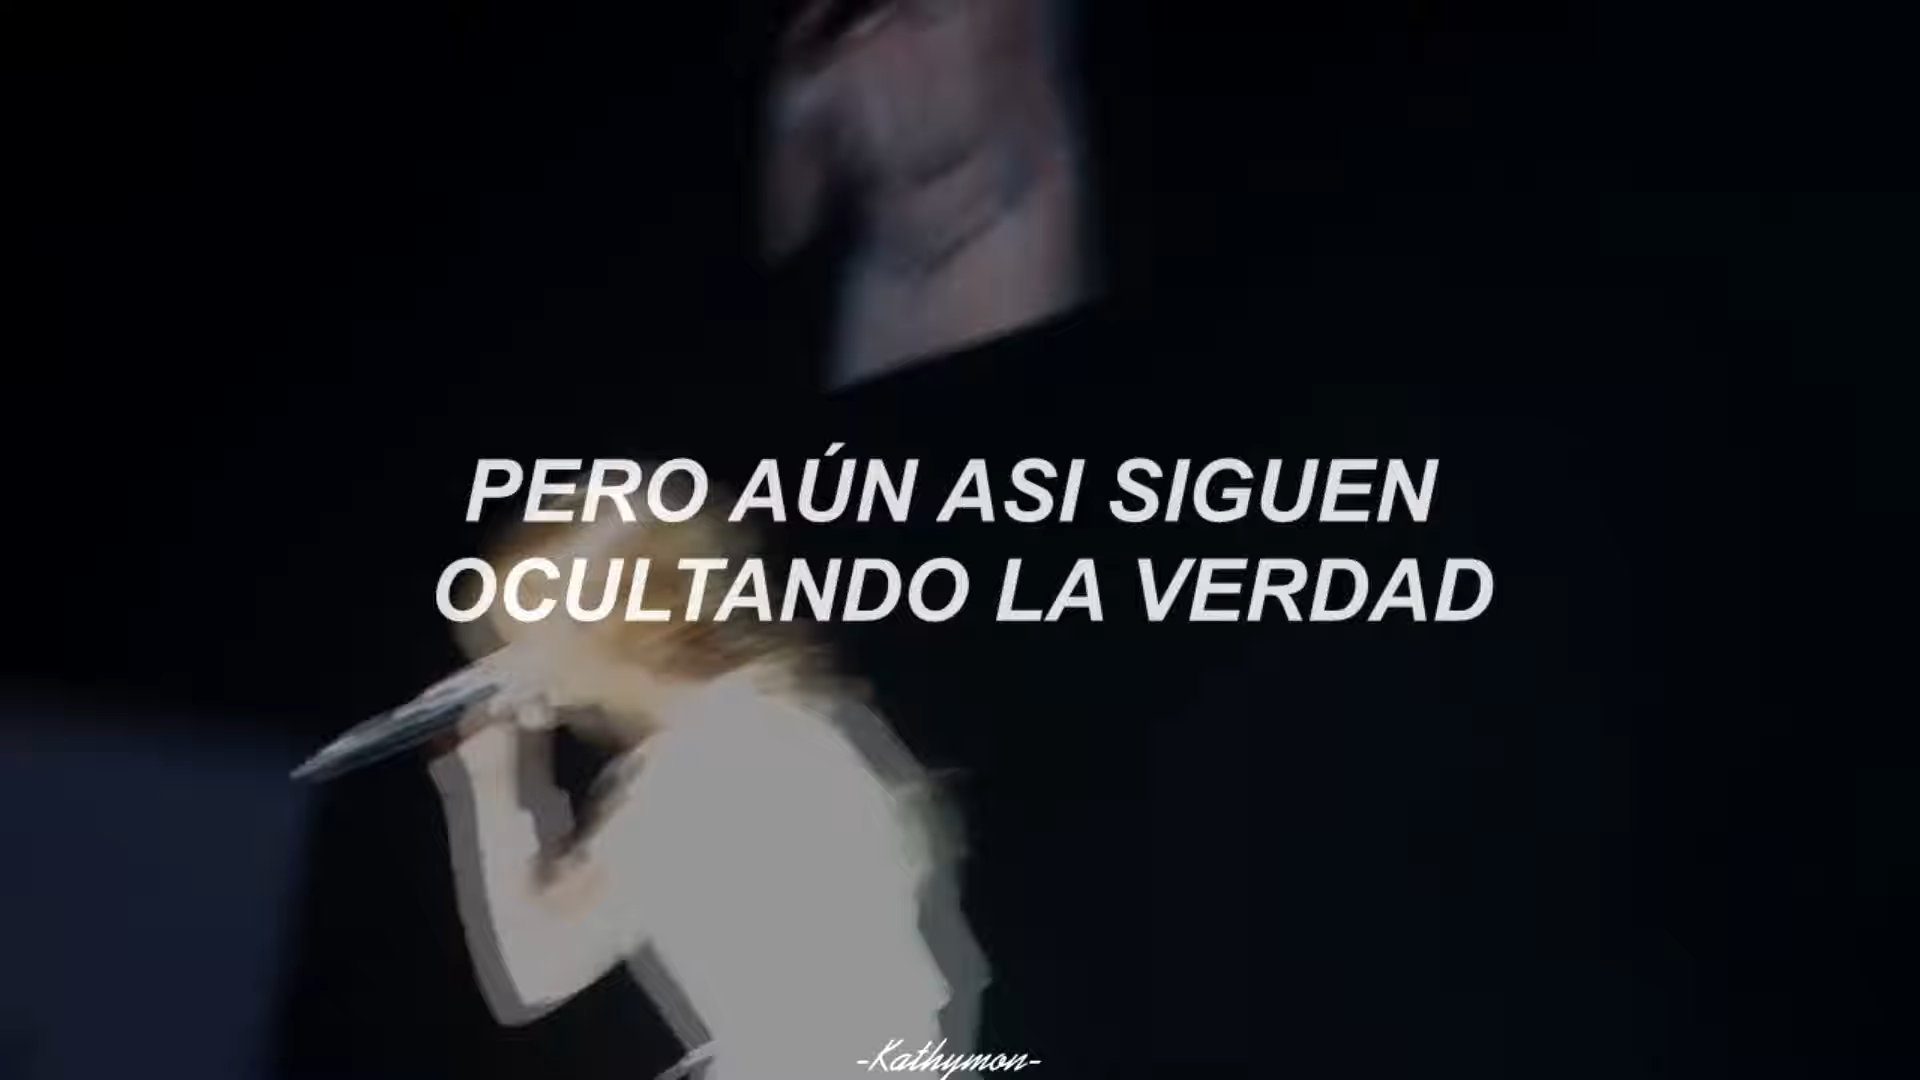 PERO AÚN ASI SIGUEN
OCULTANDO LA VERDAD
-Kathymon-